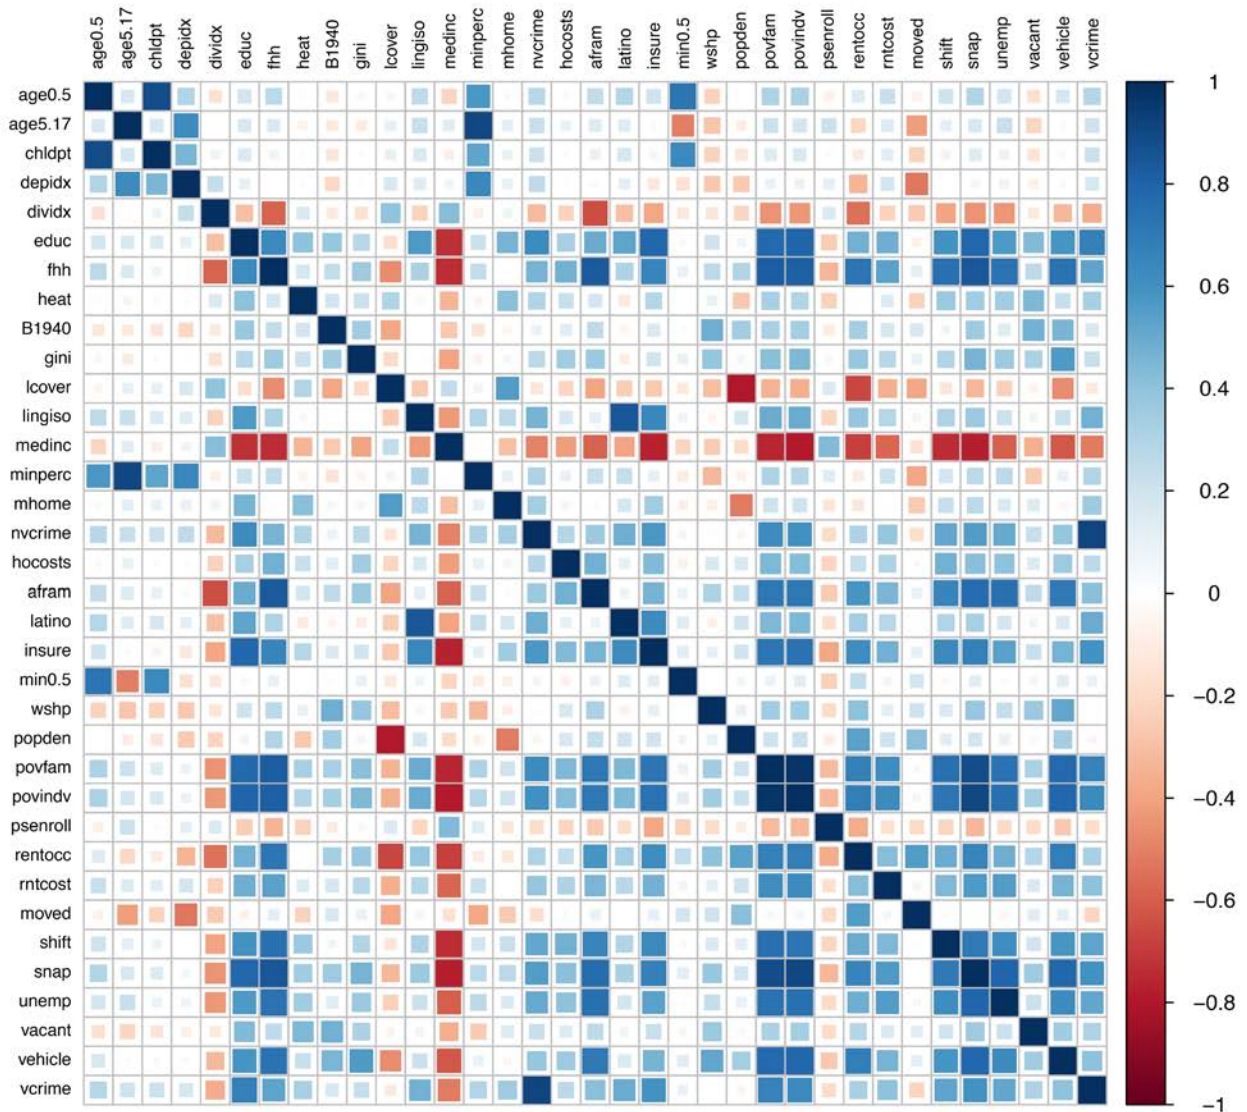 age0.5 age5.17 chldpt depidx dividx educ fhh heat B1940 gini lcover lingiso medinc minperc mhome nvcrime hocosts afram latino insure min0.5 wshp popden povfam povindv psenroll rentocc rntcost moved shift snap unemp vacant vehicle vcrime
age0.5
age5.17
chldpt
depidx
dividx
educ
fhh
heat
B1940
gini
lcover
lingiso
medinc
minperc
mhome
nvcrime
hocosts
afram
latino
insure
min0.5
wshp
popden
povfam
povindv
psenroll
rentocc
rntcost
moved
shift
snap
unemp
vacant
vehicle
vcrime
1
0.8
0.6
0.4
0.2
0
−0.2
−0.4
−0.6
−0.8
−1